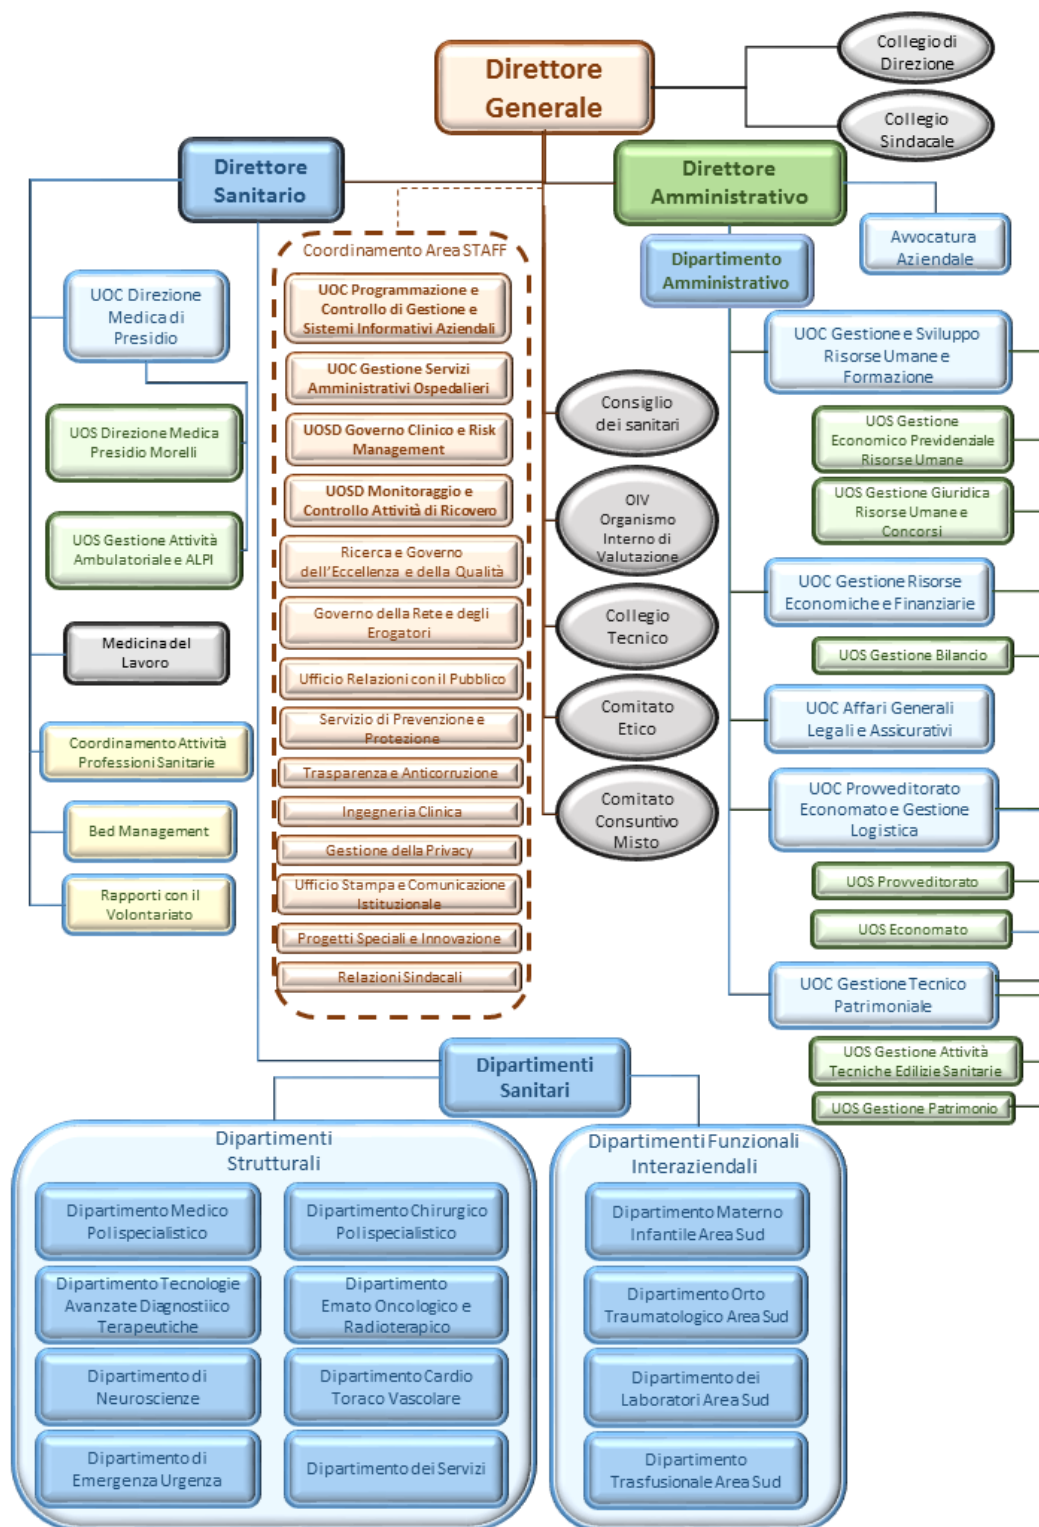 Direttore
Generale
Collegio di
Direzione
Collegio
Sindacale
Direttore
Sanitario
Direttore
Amministrativo
Avvocatura
Aziendale
Dipartimento
Amministrativo
UOC Direzione
Medica di
Presidio
UOS Direzione Medica
Presidio Morelli
UOS Gestione Attività
Ambulatoriale e ALPI
Medicina del
Lavoro
Coordinamento Attività
Professioni Sanitarie
Bed Management
Rapporti con il
Volontariato
Coordinamento Area STAFF
UOC Programmazione e
Controllo di Gestione e
Sistemi Informativi Aziendali
UOC Gestione Servizi
Amministrativi Ospedalieri
UOSD Governo Clinico e Risk
Management
UOSD Monitoraggio e
Controllo Attività di Ricovero
Ricerca e Governo
dell'Eccellenza e della Qualità
Governo della Rete e degli
Erogatori
Ufficio Relazioni con il Pubblico
Servizio di Prevenzione e
Protezione
Trasparenza e Anticorruzione
Ingegneria Clinica
Gestione della Privacy
Ufficio Stampa e Comunicazione
Istituzionale
Progetti Speciali e Innovazione
Relazioni Sindacali
Consiglio
dei sanitari
OIV
Organismo
Interno di
Valutazione
Collegio
Tecnico
Comitato
Etico
Comitato
Consuntivo
Misto
UOC Gestione e Sviluppo
Risorse Umane e
Formazione
UOS Gestione
Economico Previdenziale
Risorse Umane
UOS Gestione Giuridica
Risorse Umane e
Concorsi
UOC Gestione Risorse
Economiche e Finanziarie
UOS Gestione Bilancio
UOC Affari Generali
Legali e Assicurativi
UOC Provveditorato
Economato e Gestione
Logistica
UOS Provveditorato
UOS Economato
UOC Gestione Tecnico
Patrimoniale
UOS Gestione Attività
Tecniche Edilizie Sanitarie
UOS Gestione Patrimonio
Dipartimenti
Sanitari
Dipartimenti
Strutturali
Dipartimento Medico
Polispecialistico
Dipartimento Chirurgico
Polispecialistico
Dipartimento Tecnologie
Avanzate Diagnostiico
Terapeutiche
Dipartimento
Emato Oncologico e
Radioterapico
Dipartimento di
Neuroscienze
Dipartimento Cardio
Toraco Vascolare
Dipartimento di
Emergenza Urgenza
Dipartimento dei Servizi
Dipartimenti Funzionali
Interaziendali
Dipartimento Materno
Infantile Area Sud
Dipartimento Orto
Traumatologico Area Sud
Dipartimento dei
Laboratori Area Sud
Dipartimento
Trasfusionale Area Sud